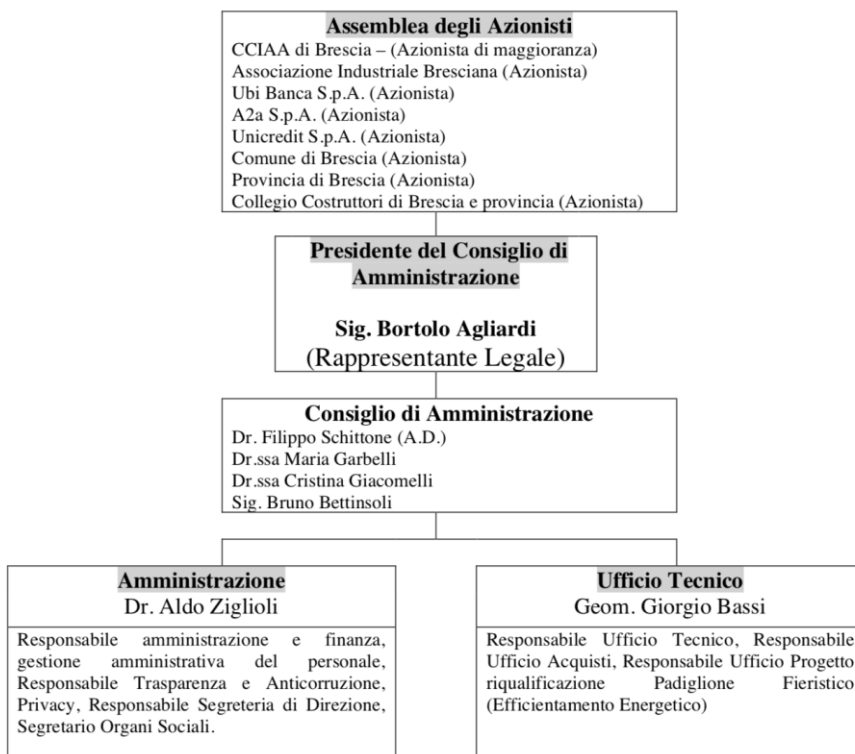 Assemblea degli Azionisti
CCIAA di Brescia – (Azionista di maggioranza)
Associazione Industriale Bresciana (Azionista)
Ubi Banca S.p.A. (Azionista)
A2a S.p.A. (Azionista)
Unicredit S.p.A. (Azionista)
Comune di Brescia (Azionista)
Provincia di Brescia (Azionista)
Collegio Costruttori di Brescia e provincia (Azionista)
Presidente del Consiglio di
Amministrazione
Sig. Bortolo Agliardi
(Rappresentante Legale)
Consiglio di Amministrazione
Dr. Filippo Schittone (A.D.)
Dr.ssa Maria Garbelli
Dr.ssa Cristina Giacomelli
Sig. Bruno Bettinsoli
Amministrazione
Dr. Aldo Ziglioli
Responsabile amministrazione e finanza,
gestione amministrativa del personale,
Responsabile Trasparenza e Anticorruzione,
Privacy, Responsabile Segreteria di Direzione,
Segretario Organi Sociali.
Ufficio Tecnico
Geom. Giorgio Bassi
Responsabile Ufficio Tecnico, Responsabile
Ufficio Acquisti, Responsabile Ufficio Progetto
riqualificazione Padiglione Fieristico
(Efficientamento Energetico)